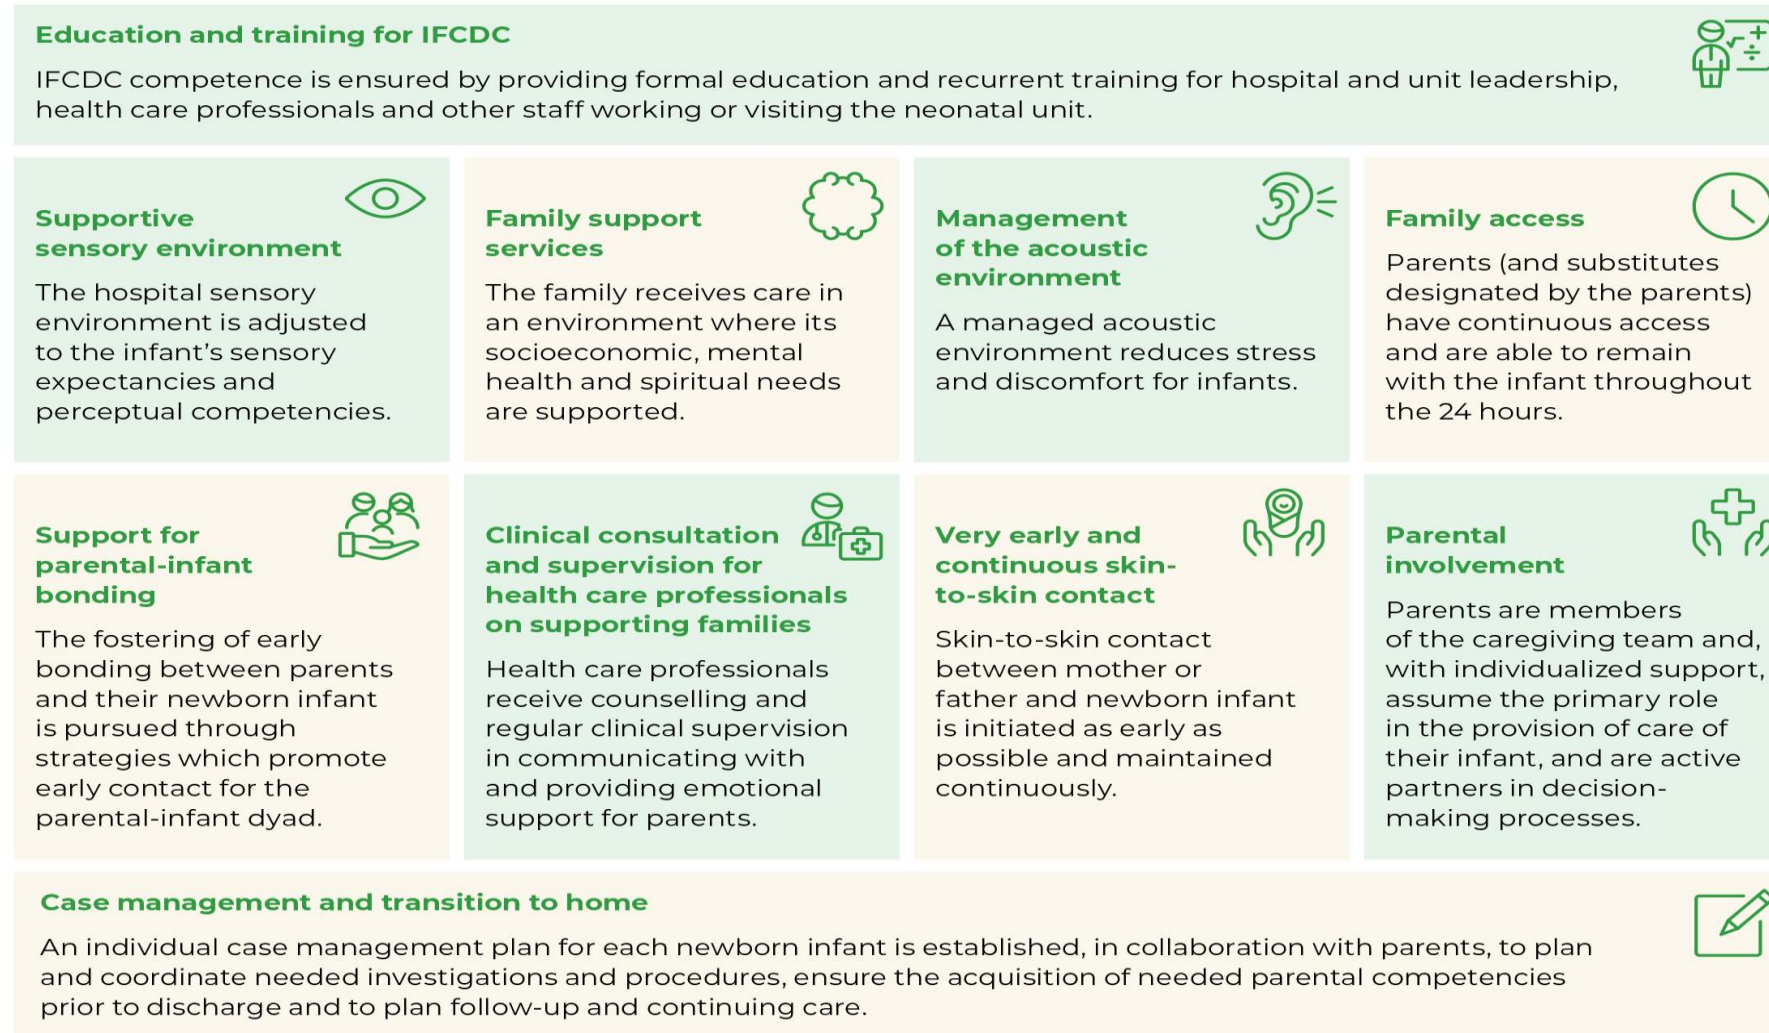 Education and training for IFCDC
IFCDC competence is ensured by providing formal education and recurrent training for hospital and unit leadership,
health care professionals and other staff working or visiting the neonatal unit.
Supportive
sensory environment
The hospital sensory
environment is adjusted
to the infant’s sensory
expectancies and
perceptual competencies.
Family support
services
The family receives care in
an environment where its
socioeconomic, mental
health and spiritual needs
are supported.
Management
of the acoustic
environment
A managed acoustic
environment reduces stress
and discomfort for infants.
Family access
Parents (and substitutes
designated by the parents)
have continuous access
and are able to remain
with the infant throughout
the 24 hours.
Support for
parental-infant
bonding
The fostering of early
bonding between parents
and their newborn infant
is pursued through
strategies which promote
early contact for the
parental-infant dyad.
Clinical consultation
and supervision for
health care professionals
on supporting families
Health care professionals
receive counselling and
regular clinical supervision
in communicating with
and providing emotional
support for parents.
Very early and
continuous skin-
to-skin contact
Skin-to-skin contact
between mother or
father and newborn infant
is initiated as early as
possible and maintained
continuously.
Parental
involvement
Parents are members
of the caregiving team and,
with individualized support,
assume the primary role
in the provision of care of
their infant, and are active
partners in decision-
making processes.
Case management and transition to home
An individual case management plan for each newborn infant is established, in collaboration with parents, to plan
and coordinate needed investigations and procedures, ensure the acquisition of needed parental competencies
prior to discharge and to plan follow-up and continuing care.